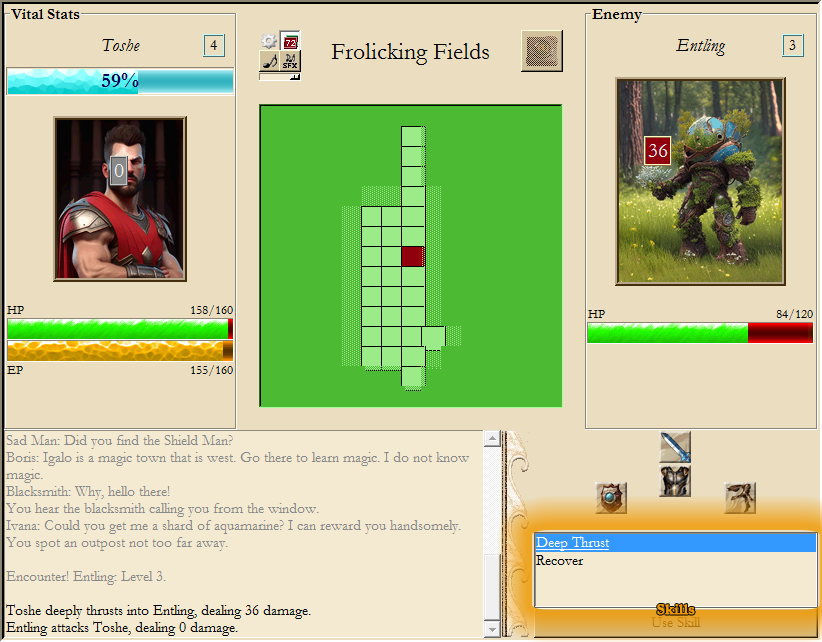 Vital Stats
Toshe
4
59%
0
HP
158/160
EP
155/160
72
SFX
Frolicking Fields
Enemy
Entling
3
36
HP
84/120
Sad Man: Did you find the Shield Man?
Boris: Igalo is a magic town that is west. Go there to learn magic. I do not know
magic.
Blacksmith: Why, hello there!
You hear the blacksmith calling you from the window.
Ivana: Could you get me a shard of aquamarine? I can reward you handsomely.
You spot an outpost not too far away.
Encounter! Entling: Level 3.
Toshe deeply thrusts into Entling, dealing 36 damage.
Entling attacks Toshe, dealing 0 damage.
Deep Thrust
Recover
Skills
Use Skill